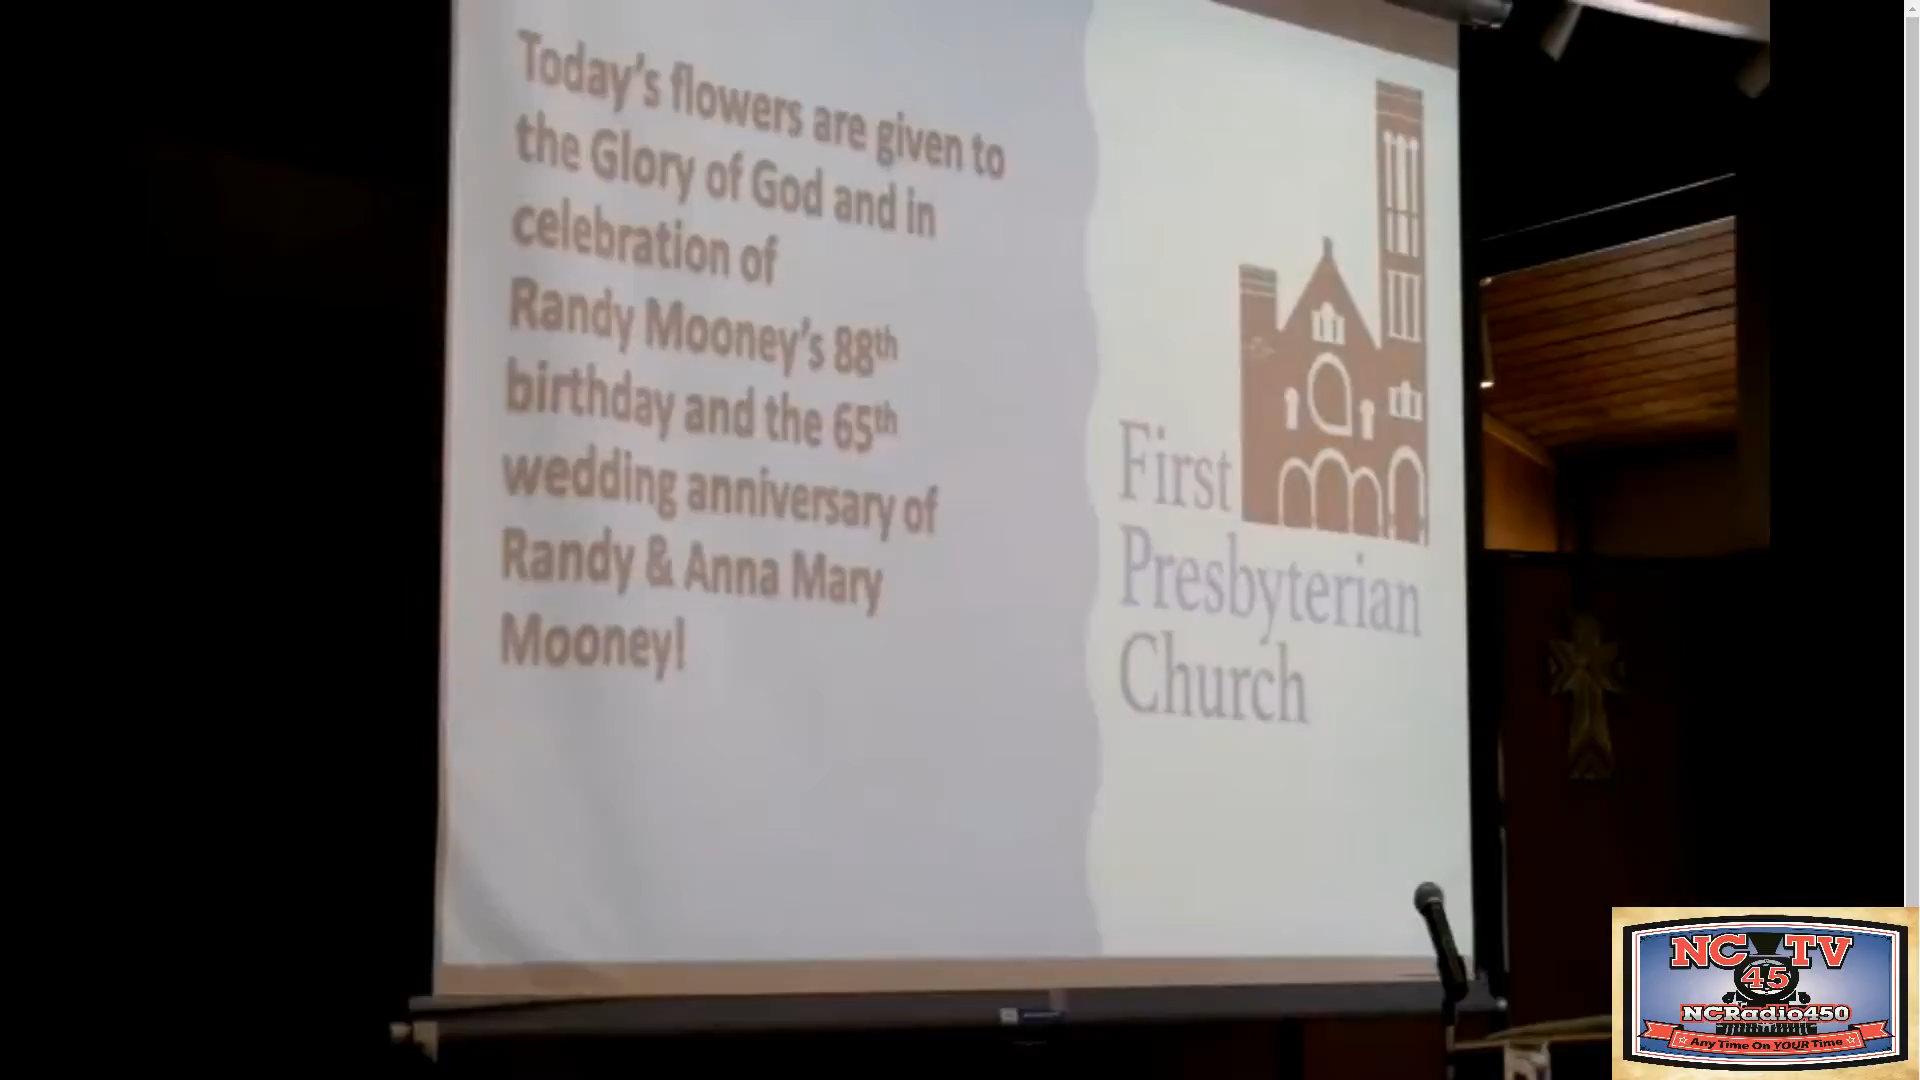 Today's flowers are given to
the Glory of God and in
celebration of
Randy Mooney's 88th
birthday and the 65th
wedding anniversary of
Randy & Anna Mary
Mooney!
First
Presbyterian
Church
NC TV
45
NCRadio450
Any Time On YOUR Time